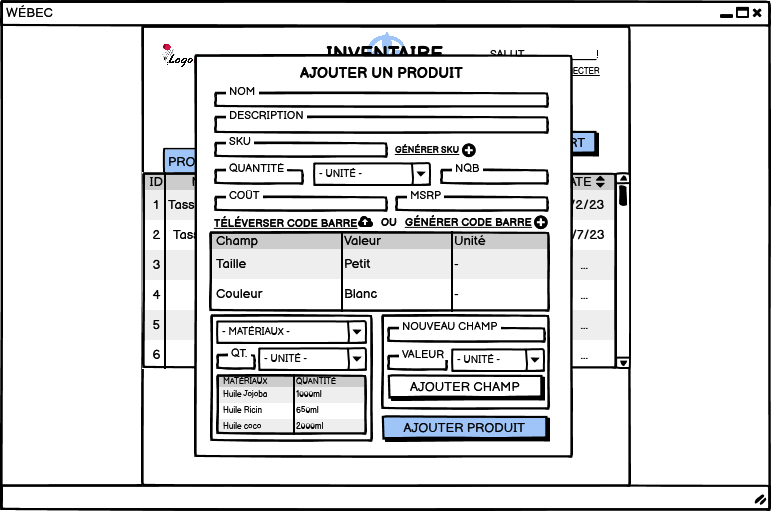 WÉBEC
Logo
INVENTAIRE
SALUT, !
AJOUTER UN PRODUIT
NOM
DESCRIPTION
SKU
GÉNÉRER SKU
PRO
QUANTITÉ
- UNITÉ -
NQB
ID
ATE
COÛT
MSRP
1 Tass /2/23
TÉLÉVERSER CODE BARRE OU GÉNÉRER CODE BARRE
2 Tass /7/23
Champ Valeur Unité
Taille Petit -
3 ...
Couleur Blanc -
4 ...
- MATÉRIAUX -
NOUVEAU CHAMP
5 ...
QT. - UNITÉ -
VALEUR - UNITÉ -
6 ...
MATÉRIAUX QUANTITÉ
AJOUTER CHAMP
Huile Jojoba 1000ml
Huile Ricin 650ml
Huile coco 2000ml
AJOUTER PRODUIT